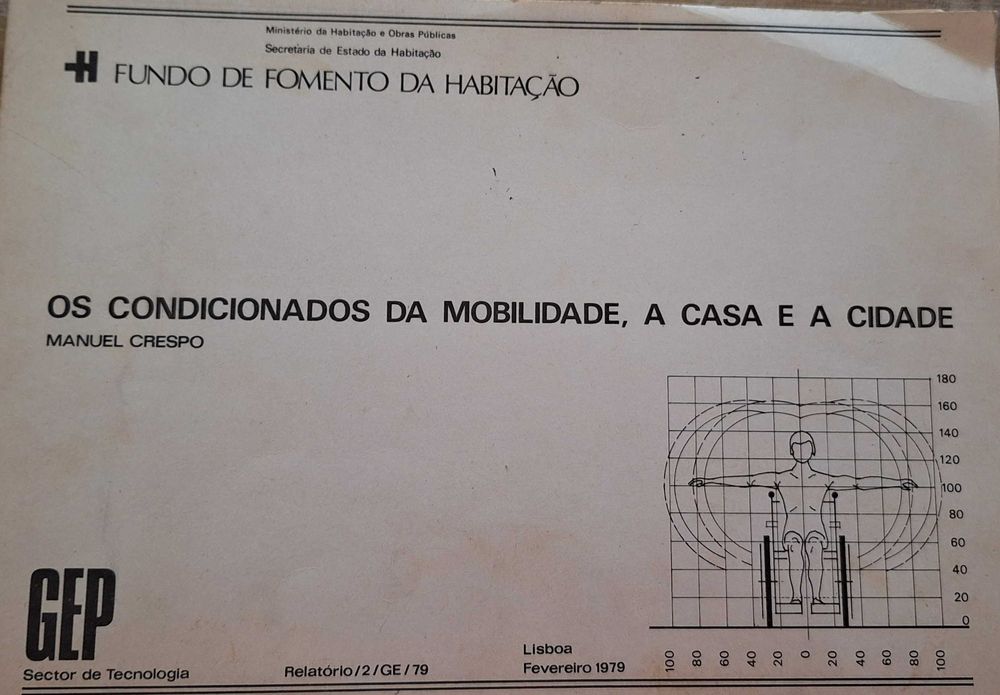 Ministério da Habitação e Obras Públicas
Secretaria de Estado da Habitação
FUNDO DE FOMENTO DA HABITAÇÃO
OS CONDICIONADOS DA MOBILIDADE, A CASA E A CIDADE
MANUEL CRESPO
180
160
140
120
100
80
60
40
20
0
100 80 60 40 20 0 20 40 60 80 100
GEP
Sector de Tecnologia
Relatório/2/GE/79
Lisboa
Fevereiro 1979